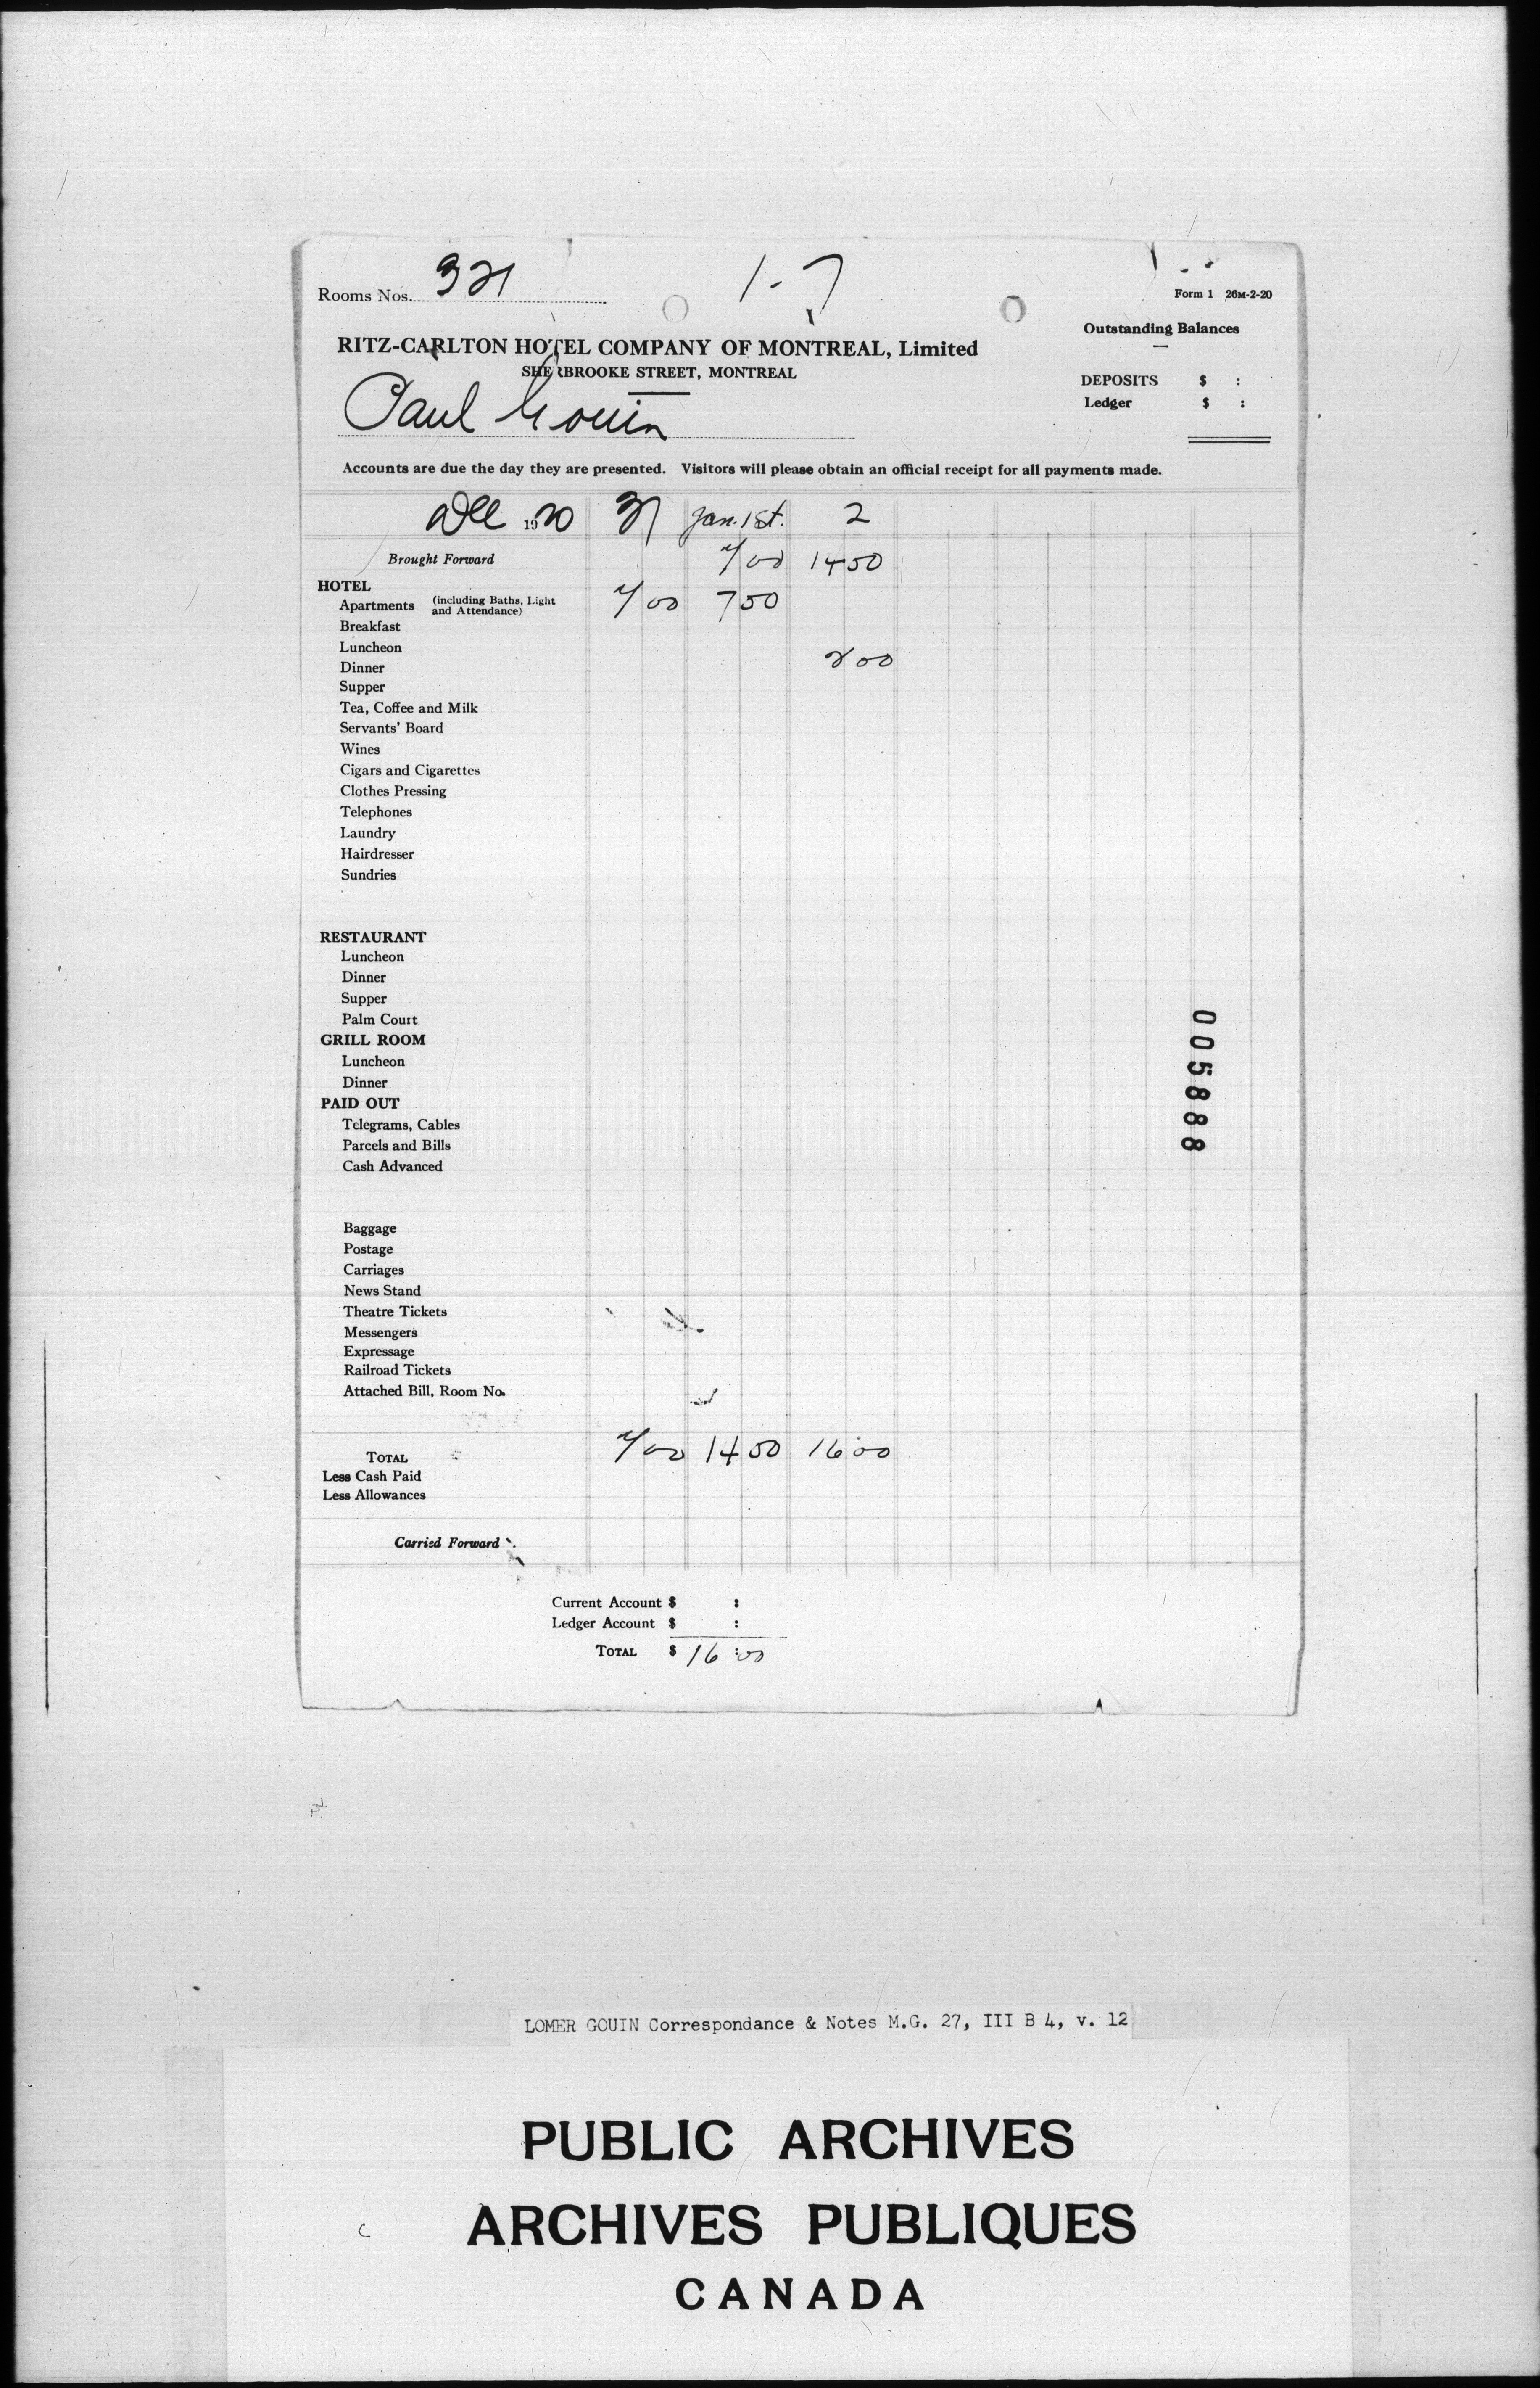 Rooms Nos. 321 1-7 Form 1 26M-2-20
Outstanding Balances
RITZ-CARLTON HOTEL COMPANY OF MONTREAL, Limited
SHERBROOKE STREET, MONTREAL
DEPOSITS $ :
Ledger $ :
Paul Gouin
Accounts are due the day they are presented. Visitors will please obtain an official receipt for all payments made.
Dec 1920 31 Jan. 1st. 2
Brought Forward 7 00 14 00
HOTEL
Apartments (including Baths, Light and Attendance) 7 00 7 00
Breakfast
Luncheon
Dinner 2 00
Supper
Tea, Coffee and Milk
Servants' Board
Wines
Cigars and Cigarettes
Clothes Pressing
Telephones
Laundry
Hairdresser
Sundries
RESTAURANT
Luncheon
Dinner
Supper
Palm Court
GRILL ROOM
Luncheon
Dinner
PAID OUT
Telegrams, Cables
Parcels and Bills
Cash Advanced
005888
Baggage
Postage
Carriages
News Stand
Theatre Tickets
Messengers
Expressage
Railroad Tickets
Attached Bill, Room No.
TOTAL 7 00 14 00 16 00
Less Cash Paid
Less Allowances
Carried Forward
Current Account $ :
Ledger Account $ :
TOTAL $ 16:00
LOMER GOUIN Correspondance & Notes M.G. 27, III B 4, v. 12
PUBLIC ARCHIVES
ARCHIVES PUBLIQUES
CANADA